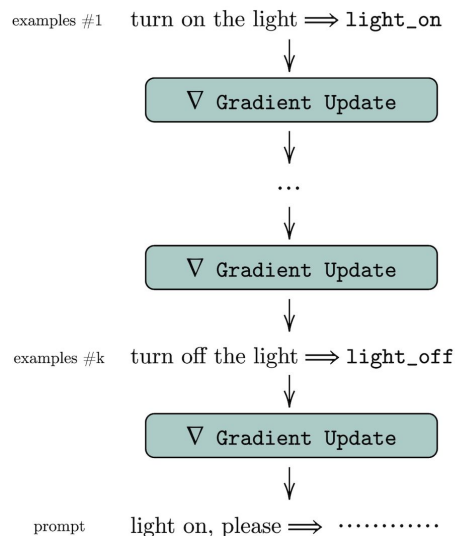 examples #1 turn on the light ⟹ light_on
∇ Gradient Update
...
∇ Gradient Update
examples #k turn off the light ⟹ light_off
∇ Gradient Update
prompt light on, please ⟹ ............